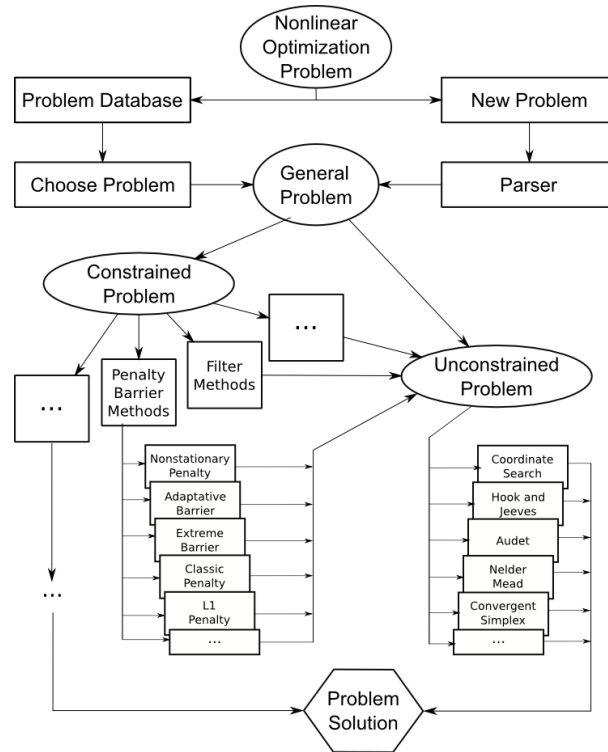 Nonlinear
Optimization
Problem
Problem Database
New Problem
Choose Problem
General
Problem
Parser
Constrained
Problem
...
Penalty
Barrier
Methods
Filter
Methods
...
Unconstrained
Problem
Nonstationary
Penalty
Adaptative
Barrier
Extreme
Barrier
Classic
Penalty
L1
Penalty
...
Coordinate
Search
Hook and
Jeeves
Audet
Nelder
Mead
Convergent
Simplex
...
...
Problem
Solution